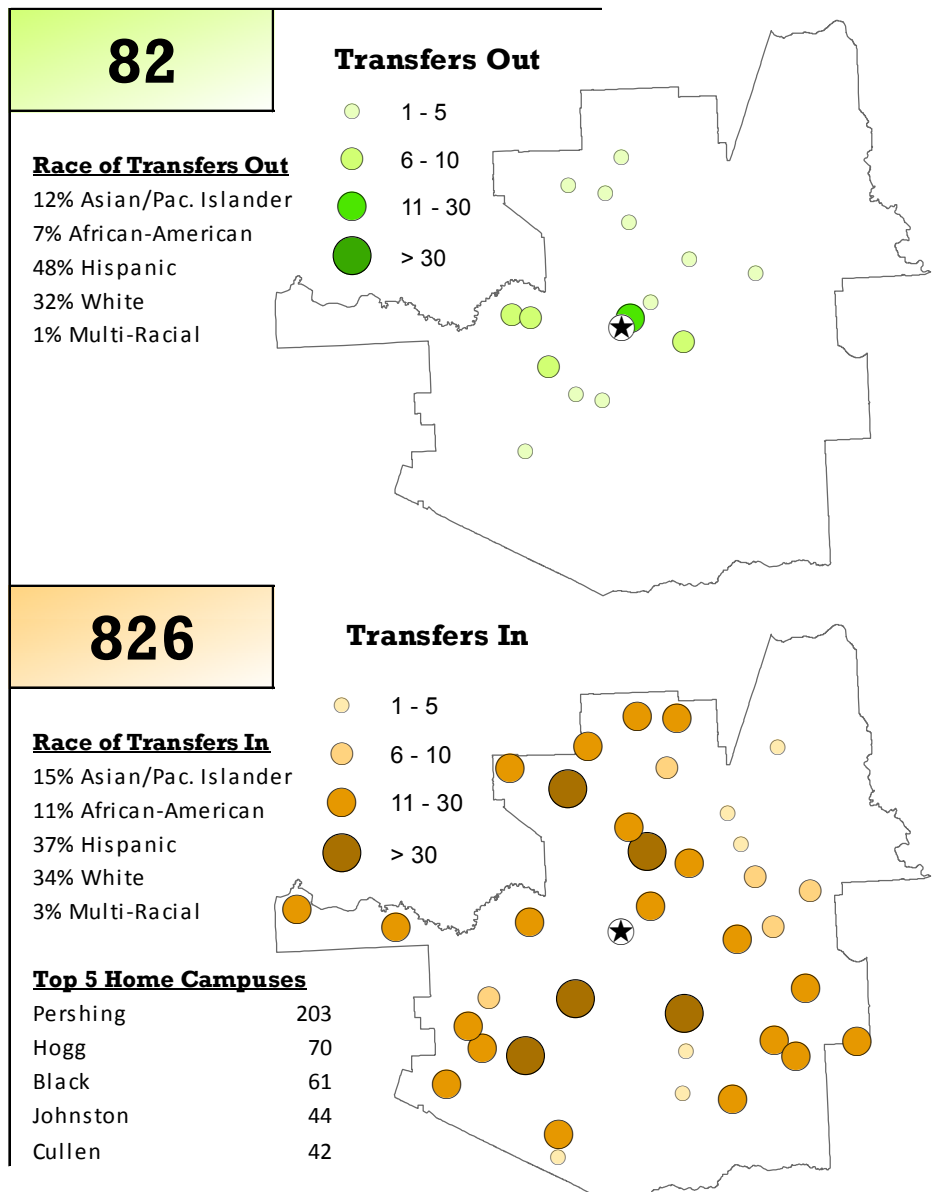 82
Transfers Out
1 - 5
6 - 10
11 - 30
> 30
Race of Transfers Out
12% Asian/Pac. Islander
7% African-American
48% Hispanic
32% White
1% Multi-Racial
826
Transfers In
1 - 5
6 - 10
11 - 30
> 30
Race of Transfers In
15% Asian/Pac. Islander
11% African-American
37% Hispanic
34% White
3% Multi-Racial
Top 5 Home Campuses
Pershing 203
Hogg 70
Black 61
Johnston 44
Cullen 42